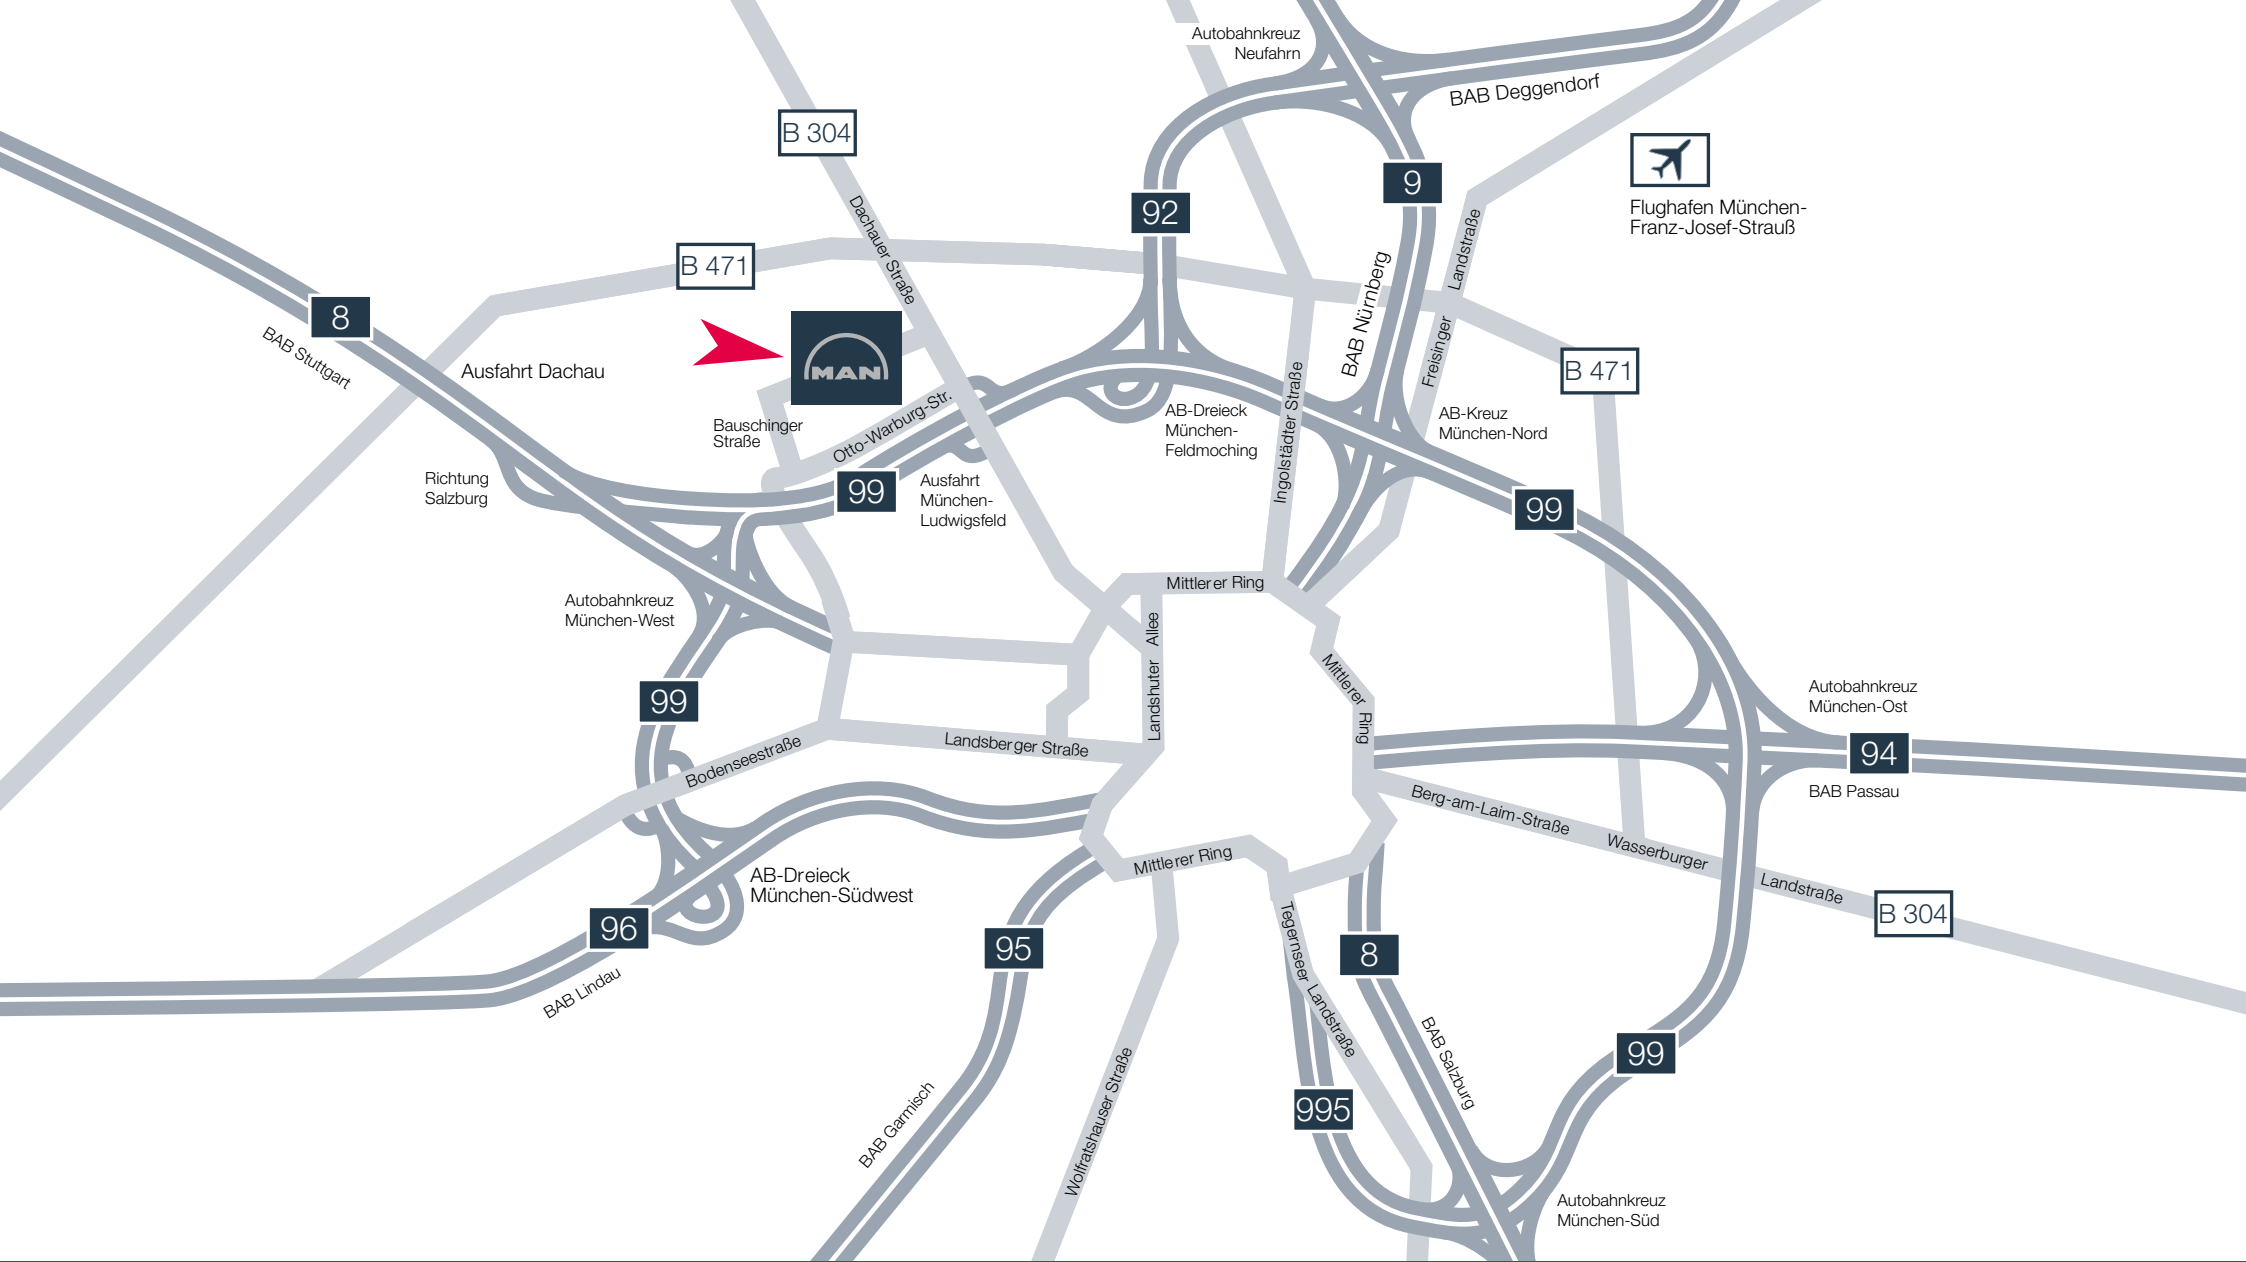 Autobahnkreuz
Neufahrn
BAB Deggendorf
B 304
9
92
Flughafen München-
Franz-Josef-Strauß
Dachauer Straße
B 471
BAB Nürnberg
Freisinger Landstraße
8
BAB Stuttgart
Ausfahrt Dachau
MAN
B 471
Bauschinger
Straße
Otto-Warburg-Str.
AB-Dreieck
München-
Feldmoching
Ingolstädter Straße
AB-Kreuz
München-Nord
Richtung
Salzburg
99
Ausfahrt
München-
Ludwigsfeld
99
Autobahnkreuz
München-West
Mittlerer Ring
Landshuter Allee
Mittlerer Ring
99
Autobahnkreuz
München-Ost
Bodenseestraße
Landsberger Straße
94
BAB Passau
Berg-am-Laim-Straße
Wasserburger Landstraße
B 304
Mittlerer Ring
AB-Dreieck
München-Südwest
96
BAB Lindau
95
Tegernseer Landstraße
8
BAB Salzburg
99
BAB Garmisch
Wolfratshauser Straße
995
Autobahnkreuz
München-Süd